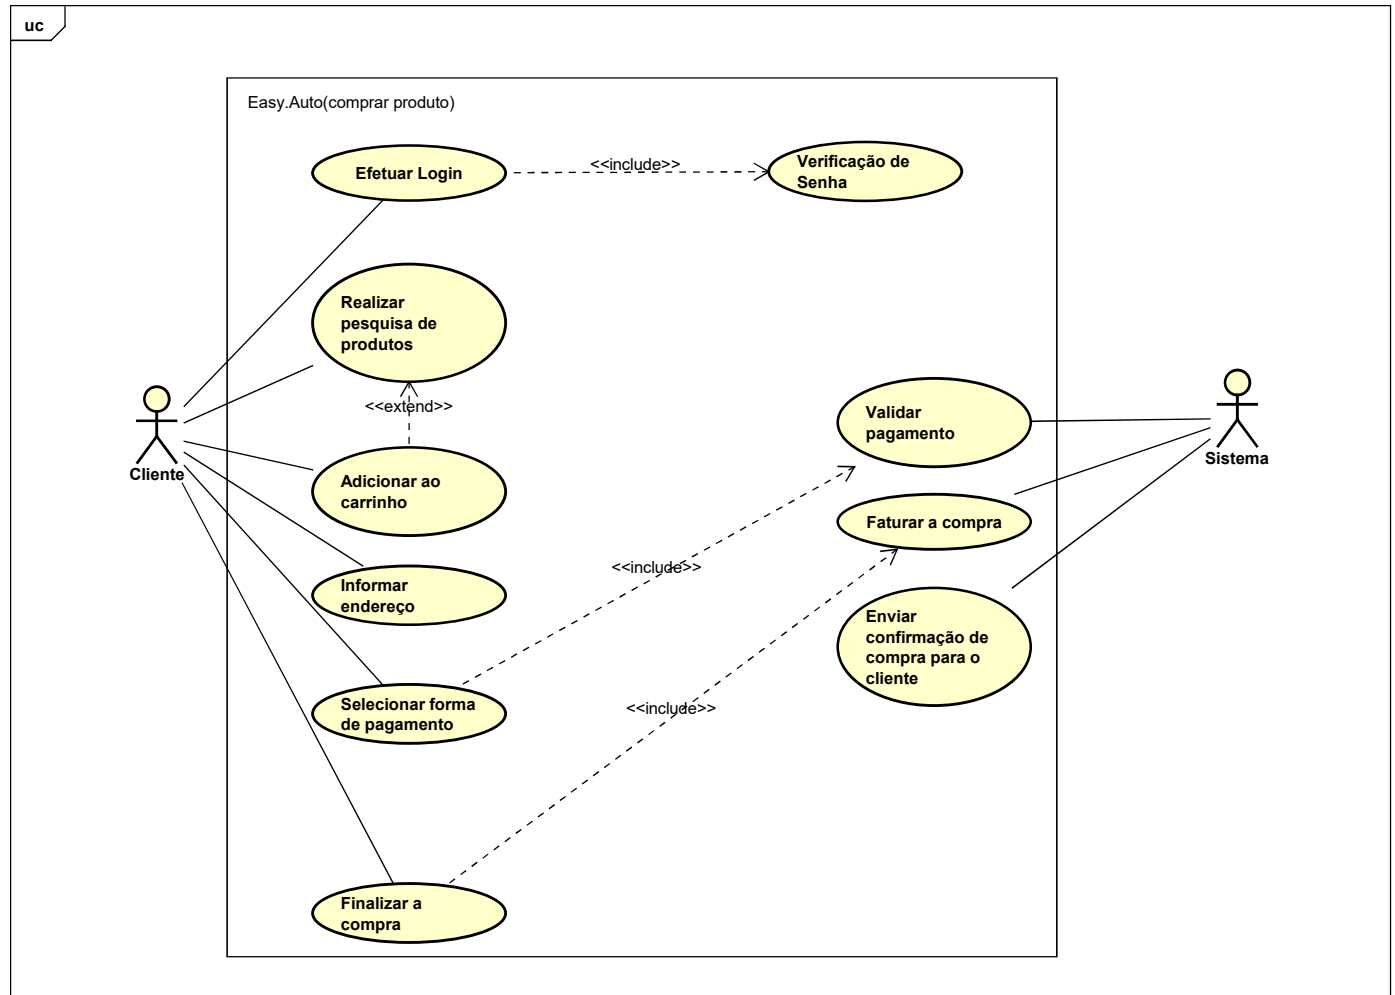 uc
Easy.Auto(comprar produto)
Efetuar Login
<<include>>
Verificação de
Senha
Realizar
pesquisa de
produtos
<<extend>>
Adicionar ao
carrinho
Cliente
Validar
pagamento
Sistema
Faturar a compra
Informar
endereço
<<include>>
Enviar
confirmação de
compra para o
cliente
Selecionar forma
de pagamento
<<include>>
Finalizar a
compra